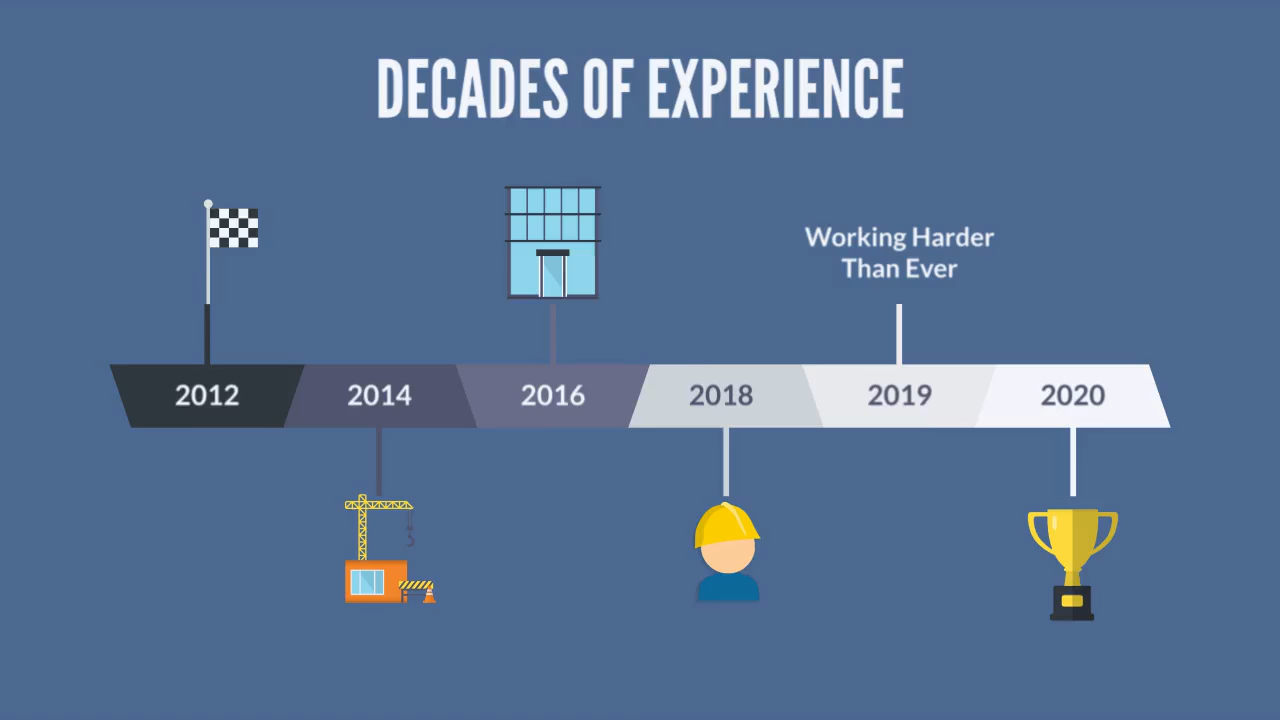 DECADES OF EXPERIENCE
Working Harder
Than Ever
2012
2014
2016
2018
2019
2020